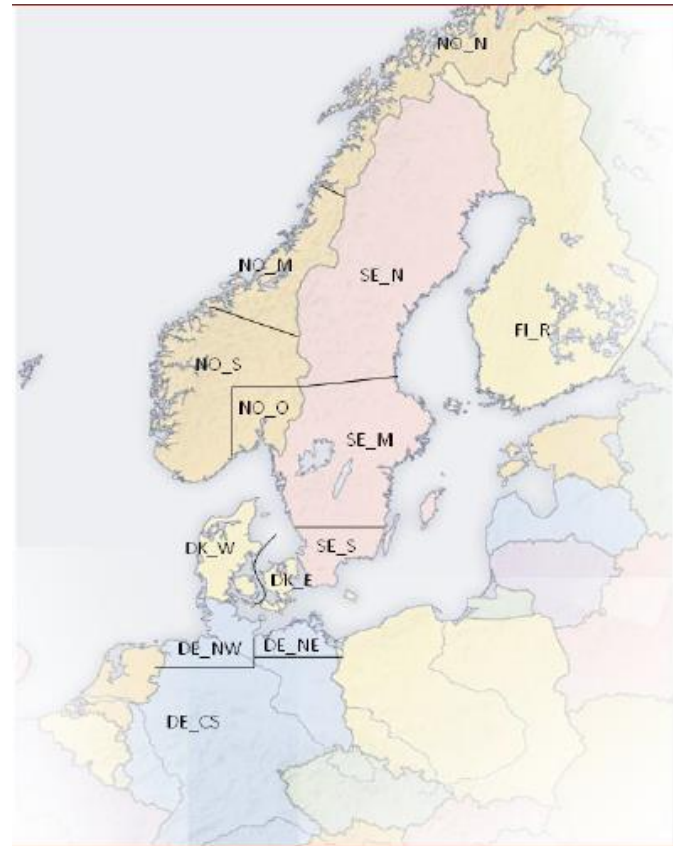 NO_N
NO_M
SE_N
FI_R
NO_S
NO_O
SE_M
DK_W
SE_S
DK_E
DE_NW
DE_NE
DE_CS